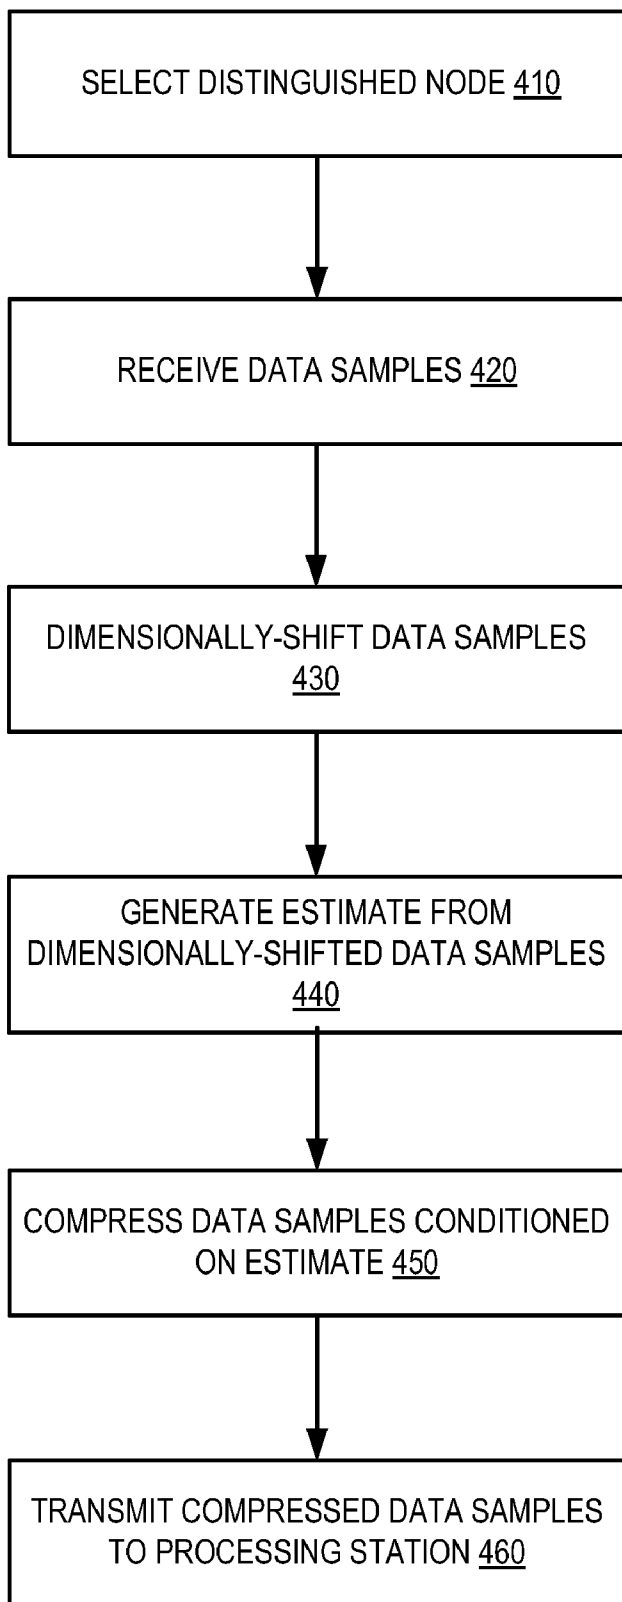 SELECT DISTINGUISHED NODE 410
RECEIVE DATA SAMPLES 420
DIMENSIONALLY-SHIFT DATA SAMPLES
430
GENERATE ESTIMATE FROM
DIMENSIONALLY-SHIFTED DATA SAMPLES
440
COMPRESS DATA SAMPLES CONDITIONED
ON ESTIMATE 450
TRANSMIT COMPRESSED DATA SAMPLES
TO PROCESSING STATION 460